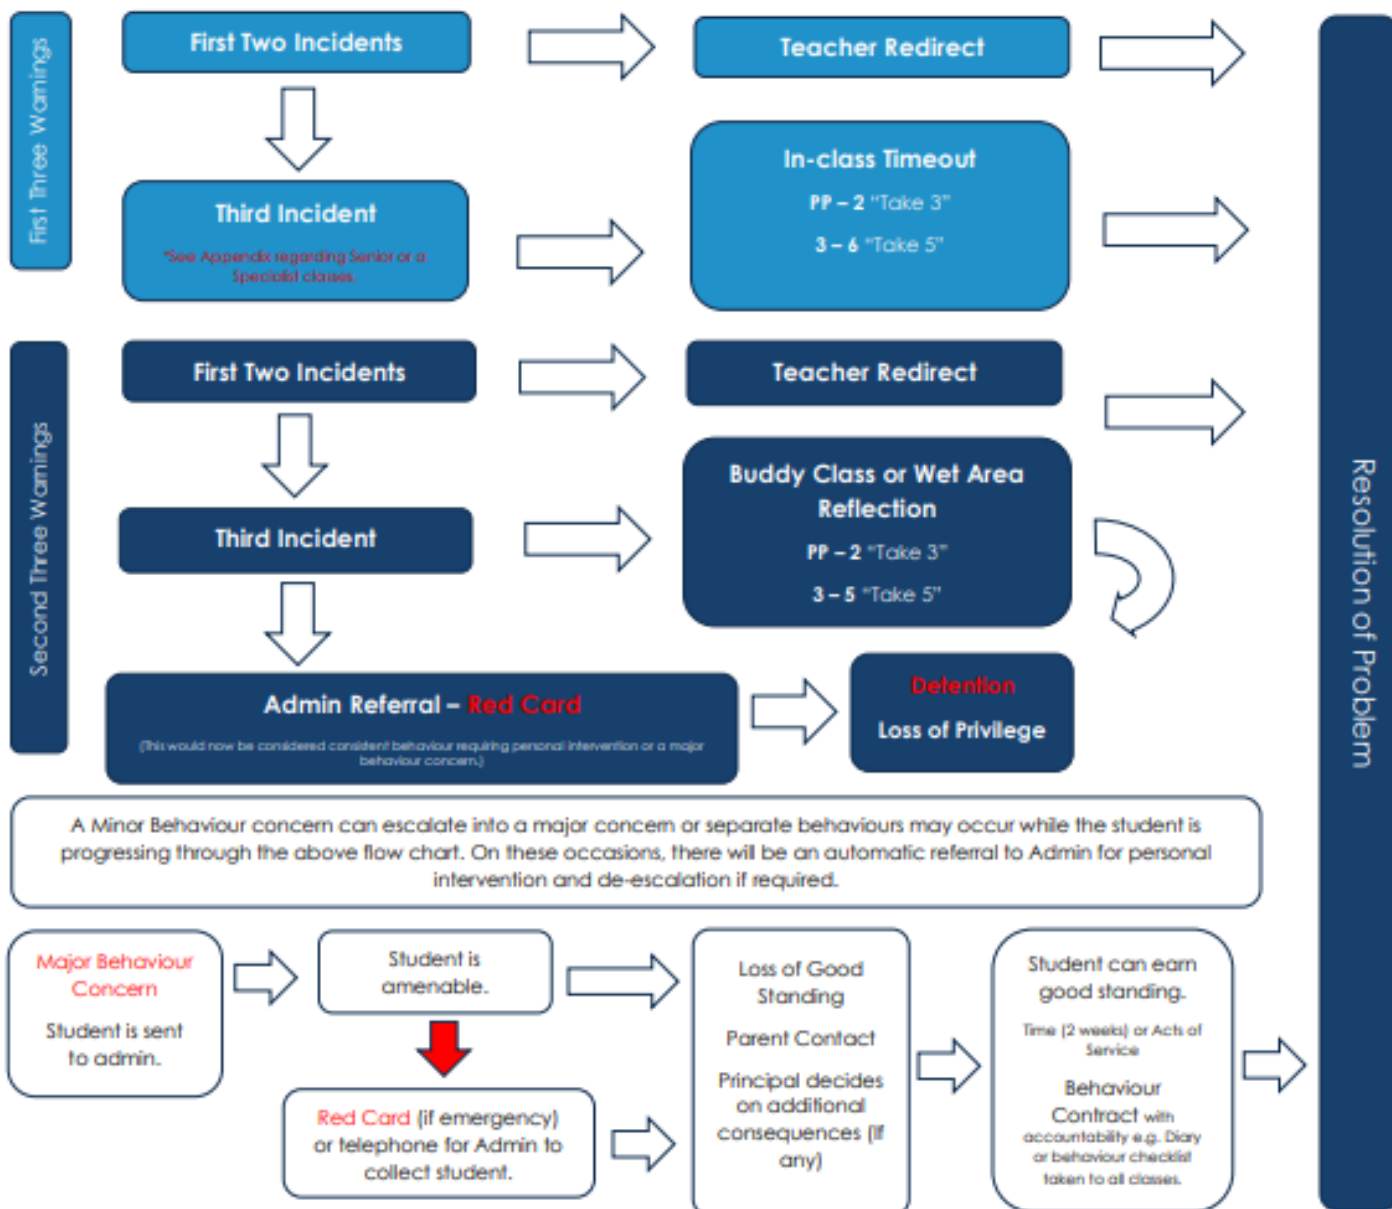 First Three Warnings
First Two Incidents
Teacher Redirect
Third Incident
*See Appendix regarding Senior or a
Specialist classes.
In-class Timeout
PP – 2 "Take 3"
3 – 6 "Take 5"
Second Three Warnings
First Two Incidents
Teacher Redirect
Third Incident
Buddy Class or Wet Area
Reflection
PP – 2 "Take 3"
3 – 5 "Take 5"
Admin Referral – Red Card
(This would now be considered consistent behaviour requiring personal intervention or a major
behaviour concern.)
Detention
Loss of Privilege
Resolution of Problem
A Minor Behaviour concern can escalate into a major concern or separate behaviours may occur while the student is
progressing through the above flow chart. On these occasions, there will be an automatic referral to Admin for personal
intervention and de-escalation if required.
Major Behaviour
Concern
Student is sent
to admin.
Student is
amenable.
Red Card (if emergency)
or telephone for Admin to
collect student.
Loss of Good
Standing
Parent Contact
Principal decides
on additional
consequences (If
any)
Student can earn
good standing.
Time (2 weeks) or Acts of
Service
Behaviour
Contract with
accountability e.g. Diary
or behaviour checklist
taken to all classes.